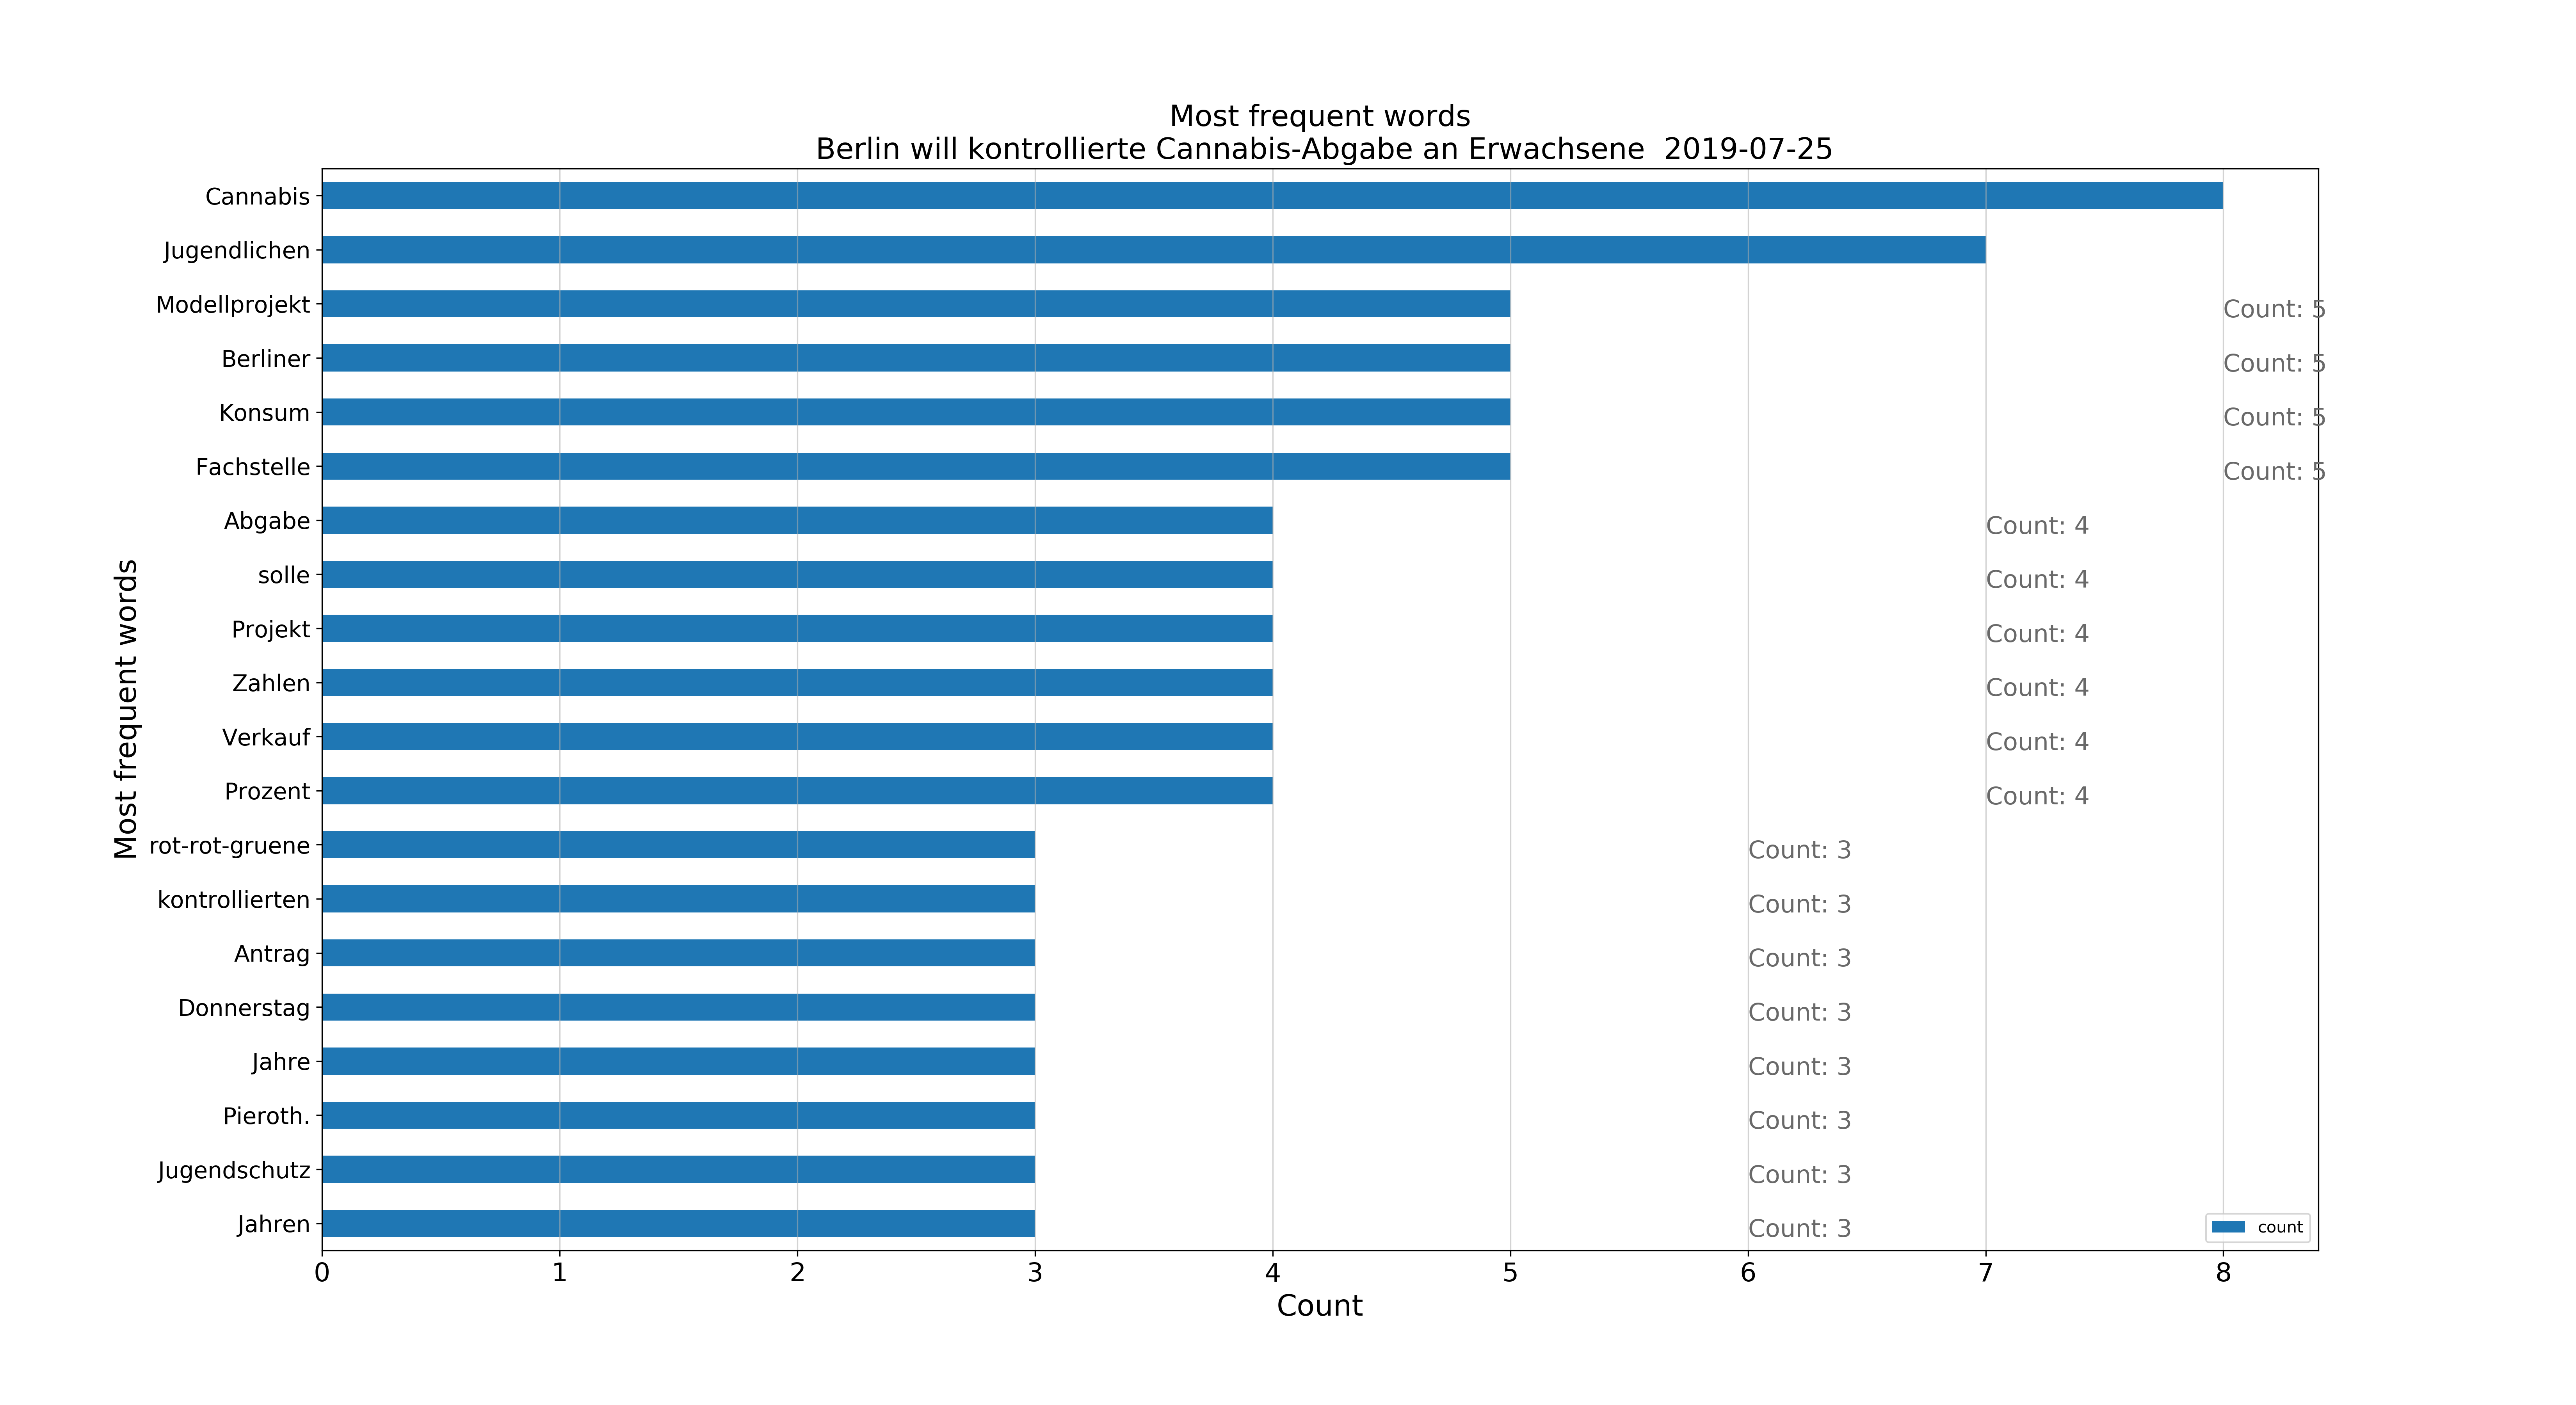 Most frequent words
Berlin will kontrollierte Cannabis-Abgabe an Erwachsene  2019-07-25
Most frequent words
Cannabis
Jugendlichen
Modellprojekt Count: 5
Berliner Count: 5
Konsum Count: 5
Fachstelle Count: 5
Abgabe Count: 4
solle Count: 4
Projekt Count: 4
Zahlen Count: 4
Verkauf Count: 4
Prozent Count: 4
rot-rot-gruene Count: 3
kontrollierten Count: 3
Antrag Count: 3
Donnerstag Count: 3
Jahre Count: 3
Pieroth. Count: 3
Jugendschutz Count: 3
Jahren Count: 3
count
0 1 2 3 4 5 6 7 8
Count